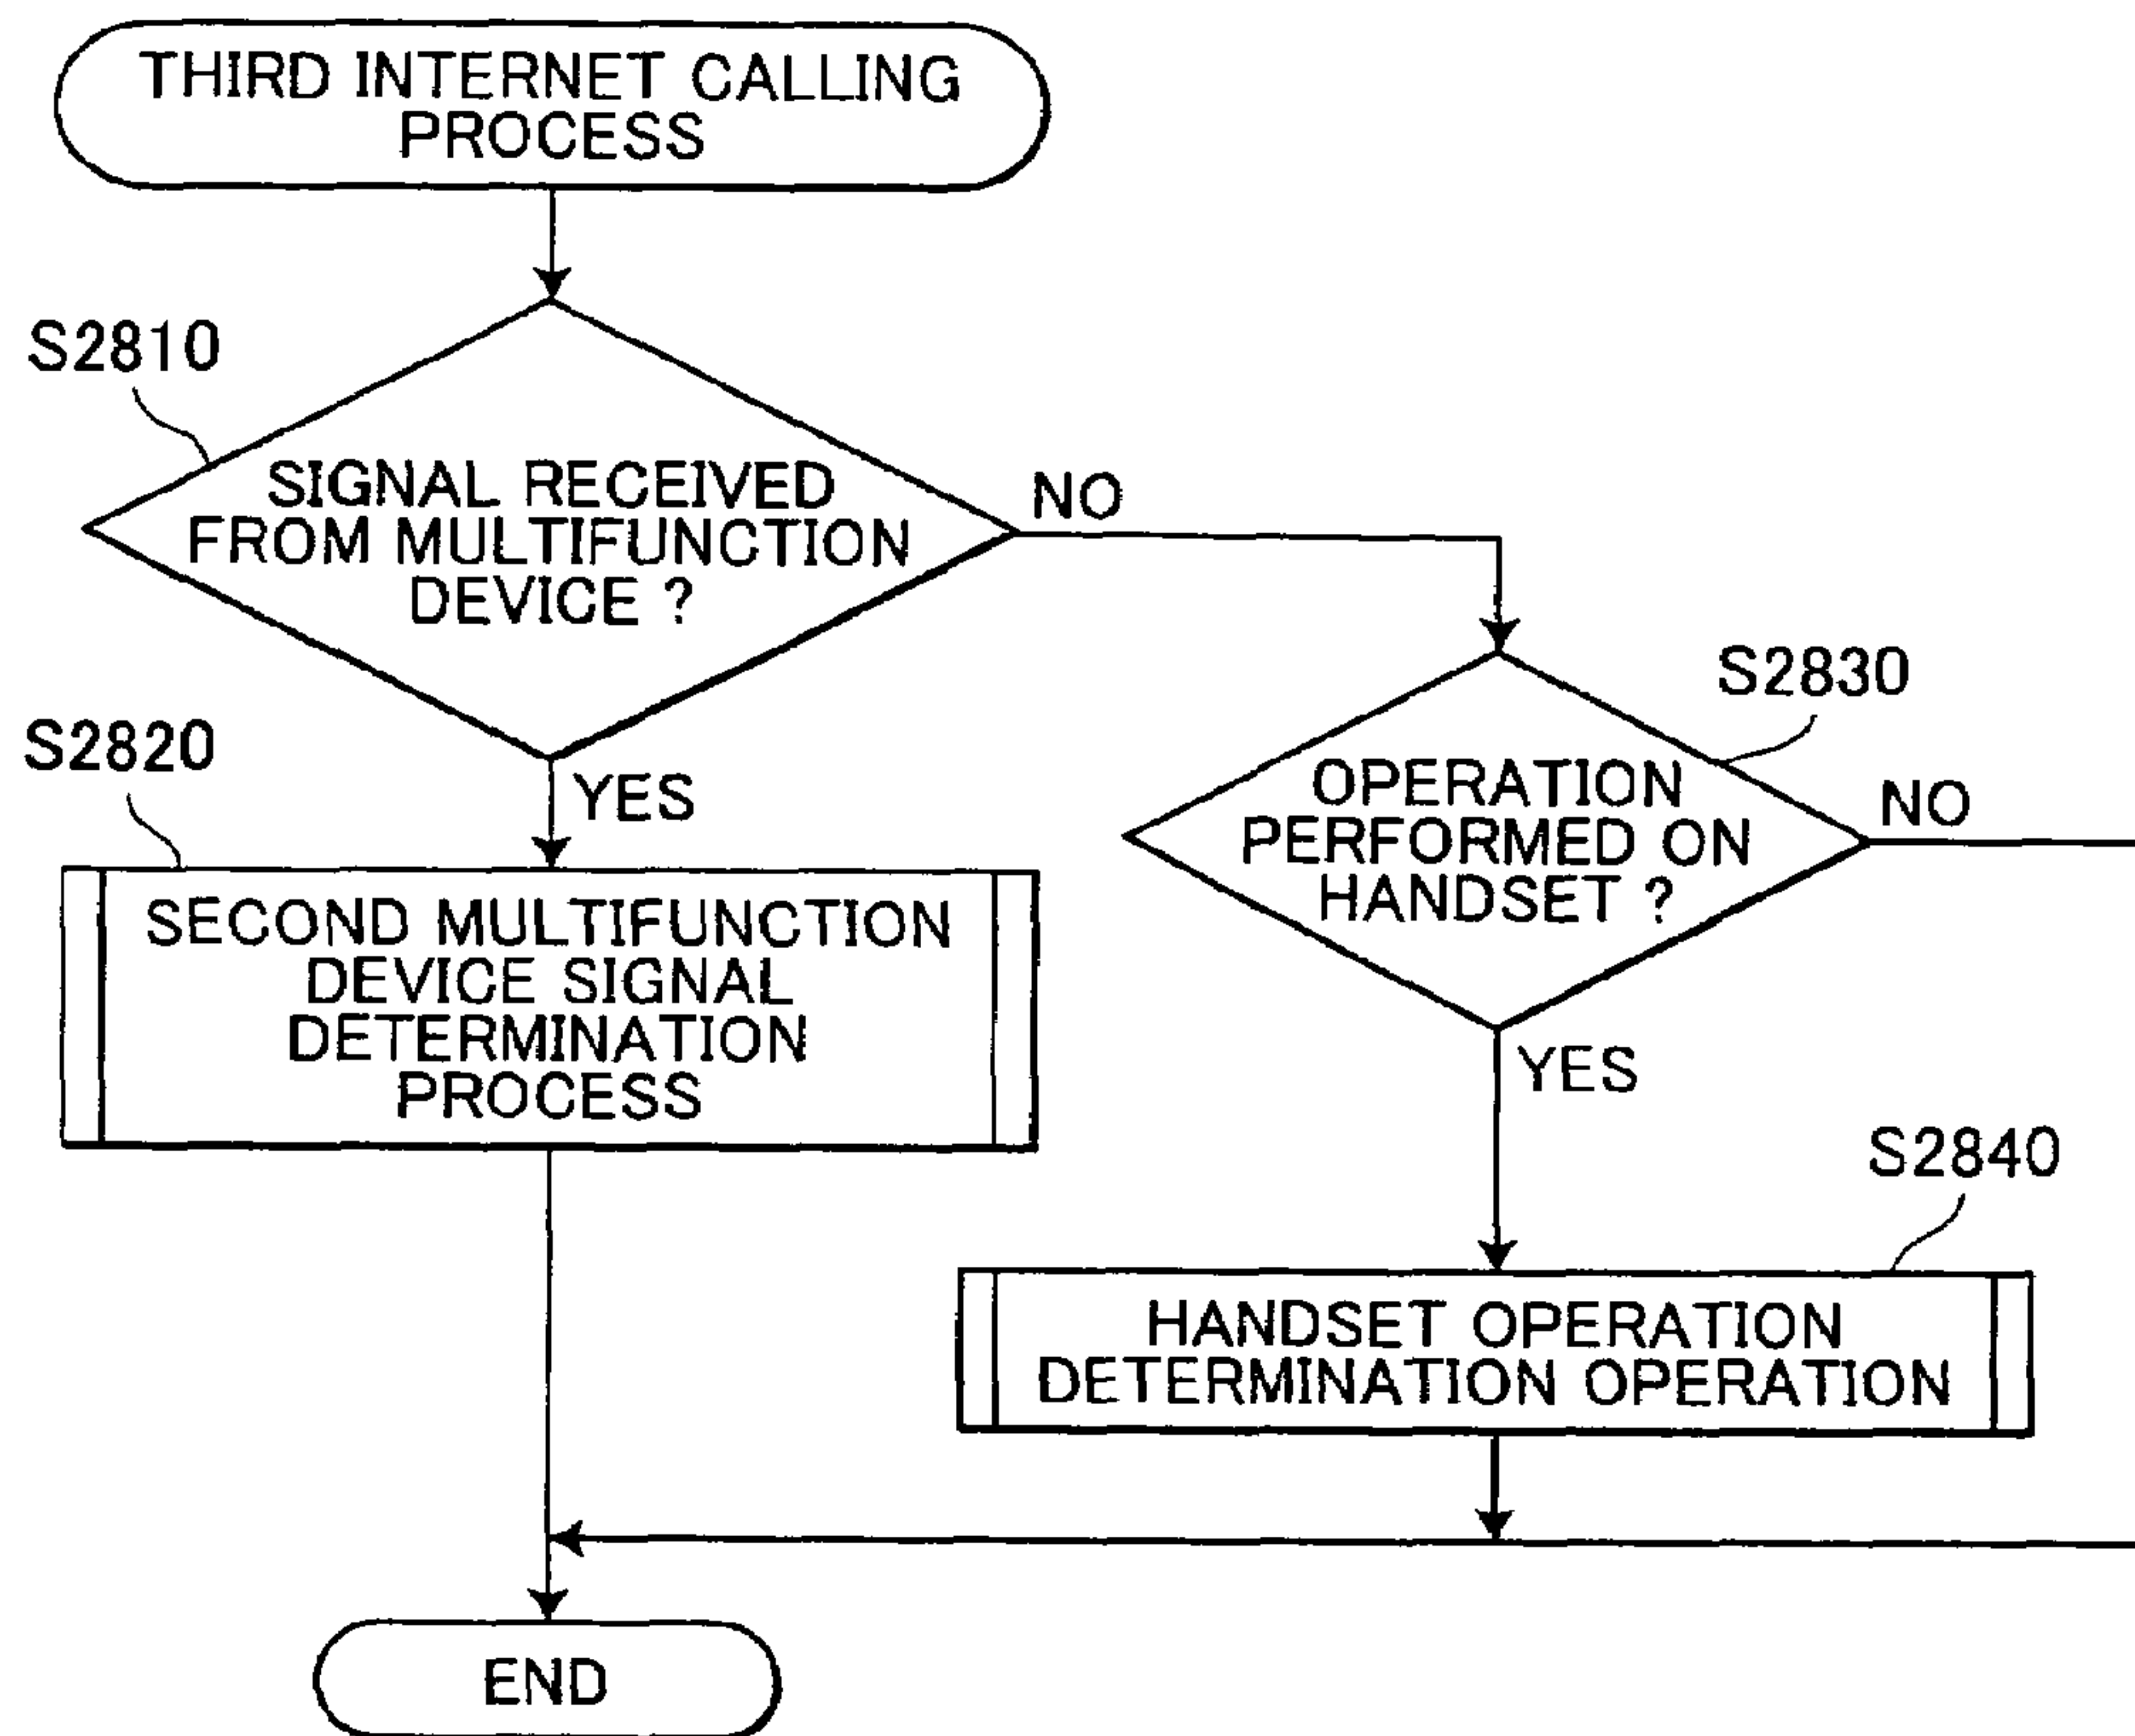 THIRD INTERNET CALLING
PROCESS
S2810
SIGNAL RECEIVED
FROM MULTIFUNCTION
DEVICE ?
NO
YES
S2820
SECOND MULTIFUNCTION
DEVICE SIGNAL
DETERMINATION
PROCESS
S2830
OPERATION
PERFORMED ON
HANDSET ?
NO
YES
S2840
HANDSET OPERATION
DETERMINATION OPERATION
END